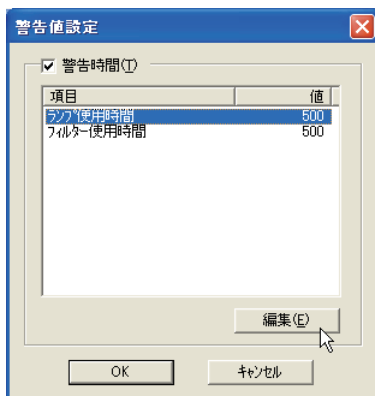 警告値設定
警告時間(T)
項目 値
ランプ使用時間 500
フィルター使用時間 500
編集(E)
OK キャンセル